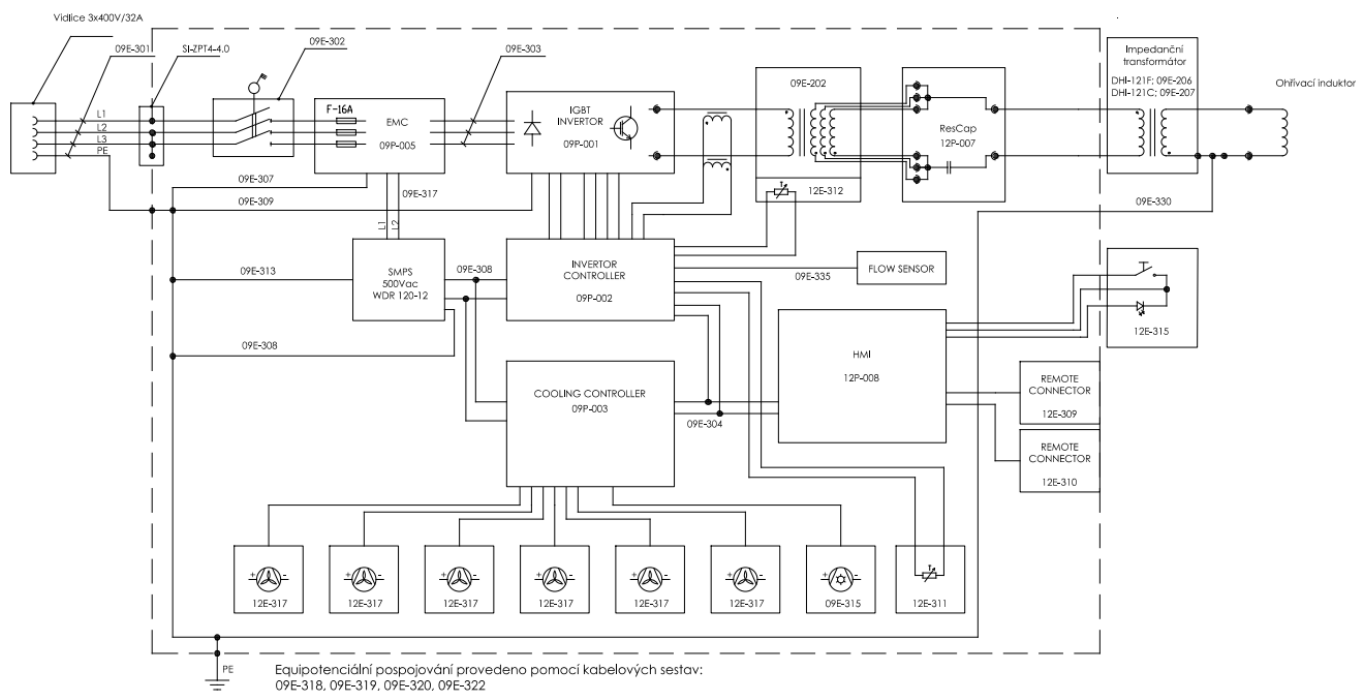 Vidlice 3x400V/32A
09E-301
SI-ZPT4-4.0
09E-302
09E-303
L1
L2
L3
PE
F-16A
EMC
09P-005
IGBT
INVERTOR
09P-001
09E-202
12E-312
ResCap
12P-007
Impedanční
transformátor
DHI-121F; 09E-206
DHI-121C; 09E-207
Ohřívací induktor
09E-307
09E-317
09E-309
L1
L2
09E-330
09E-313
SMPS
500Vac
WDR 120-12
09E-308
INVERTOR
CONTROLLER
09P-002
09E-335
FLOW SENSOR
12E-315
09E-308
HMI
12P-008
COOLING CONTROLLER
09P-003
09E-304
REMOTE
CONNECTOR
12E-309
REMOTE
CONNECTOR
12E-310
+ -
+ -
+ -
+ -
+ -
+ -
+ -
T
12E-317
12E-317
12E-317
12E-317
12E-317
12E-317
09E-315
12E-311
PE
Equipotenciální pospojování provedeno pomocí kabelových sestav:
09E-318, 09E-319, 09E-320, 09E-322